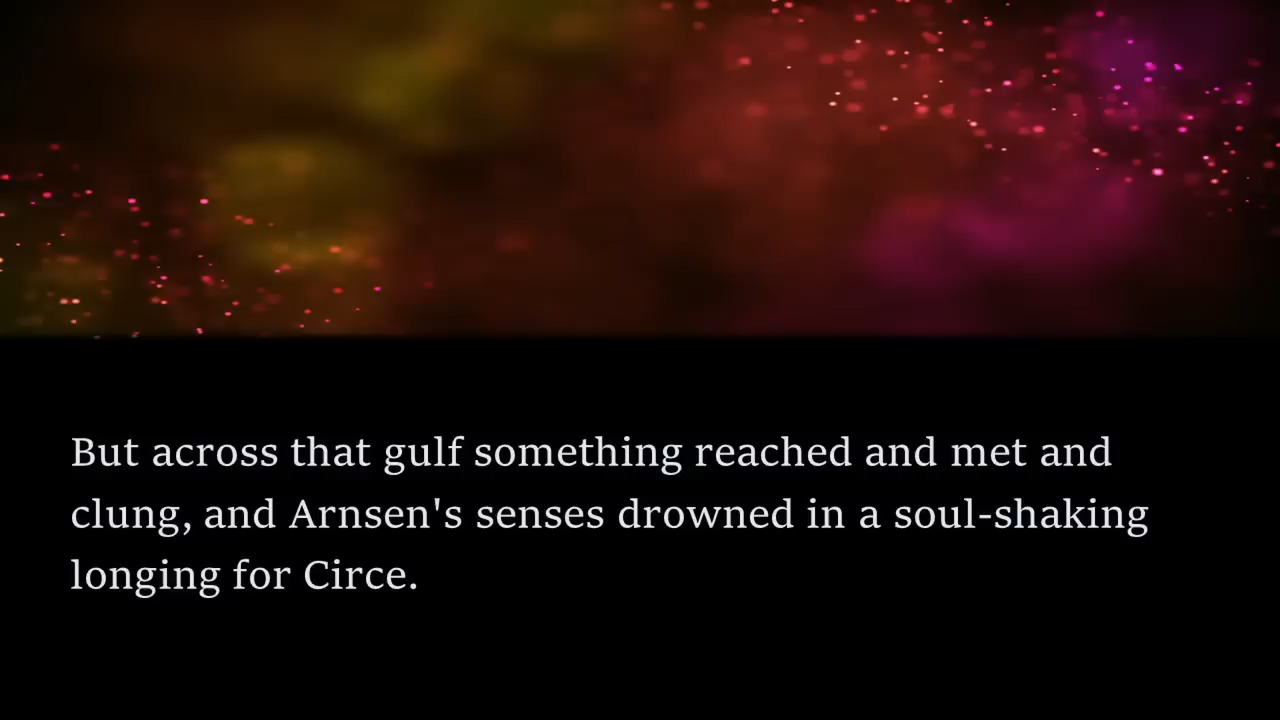 But across that gulf something reached and met and
clung, and Arnsen's senses drowned in a soul-shaking
longing for Circe.